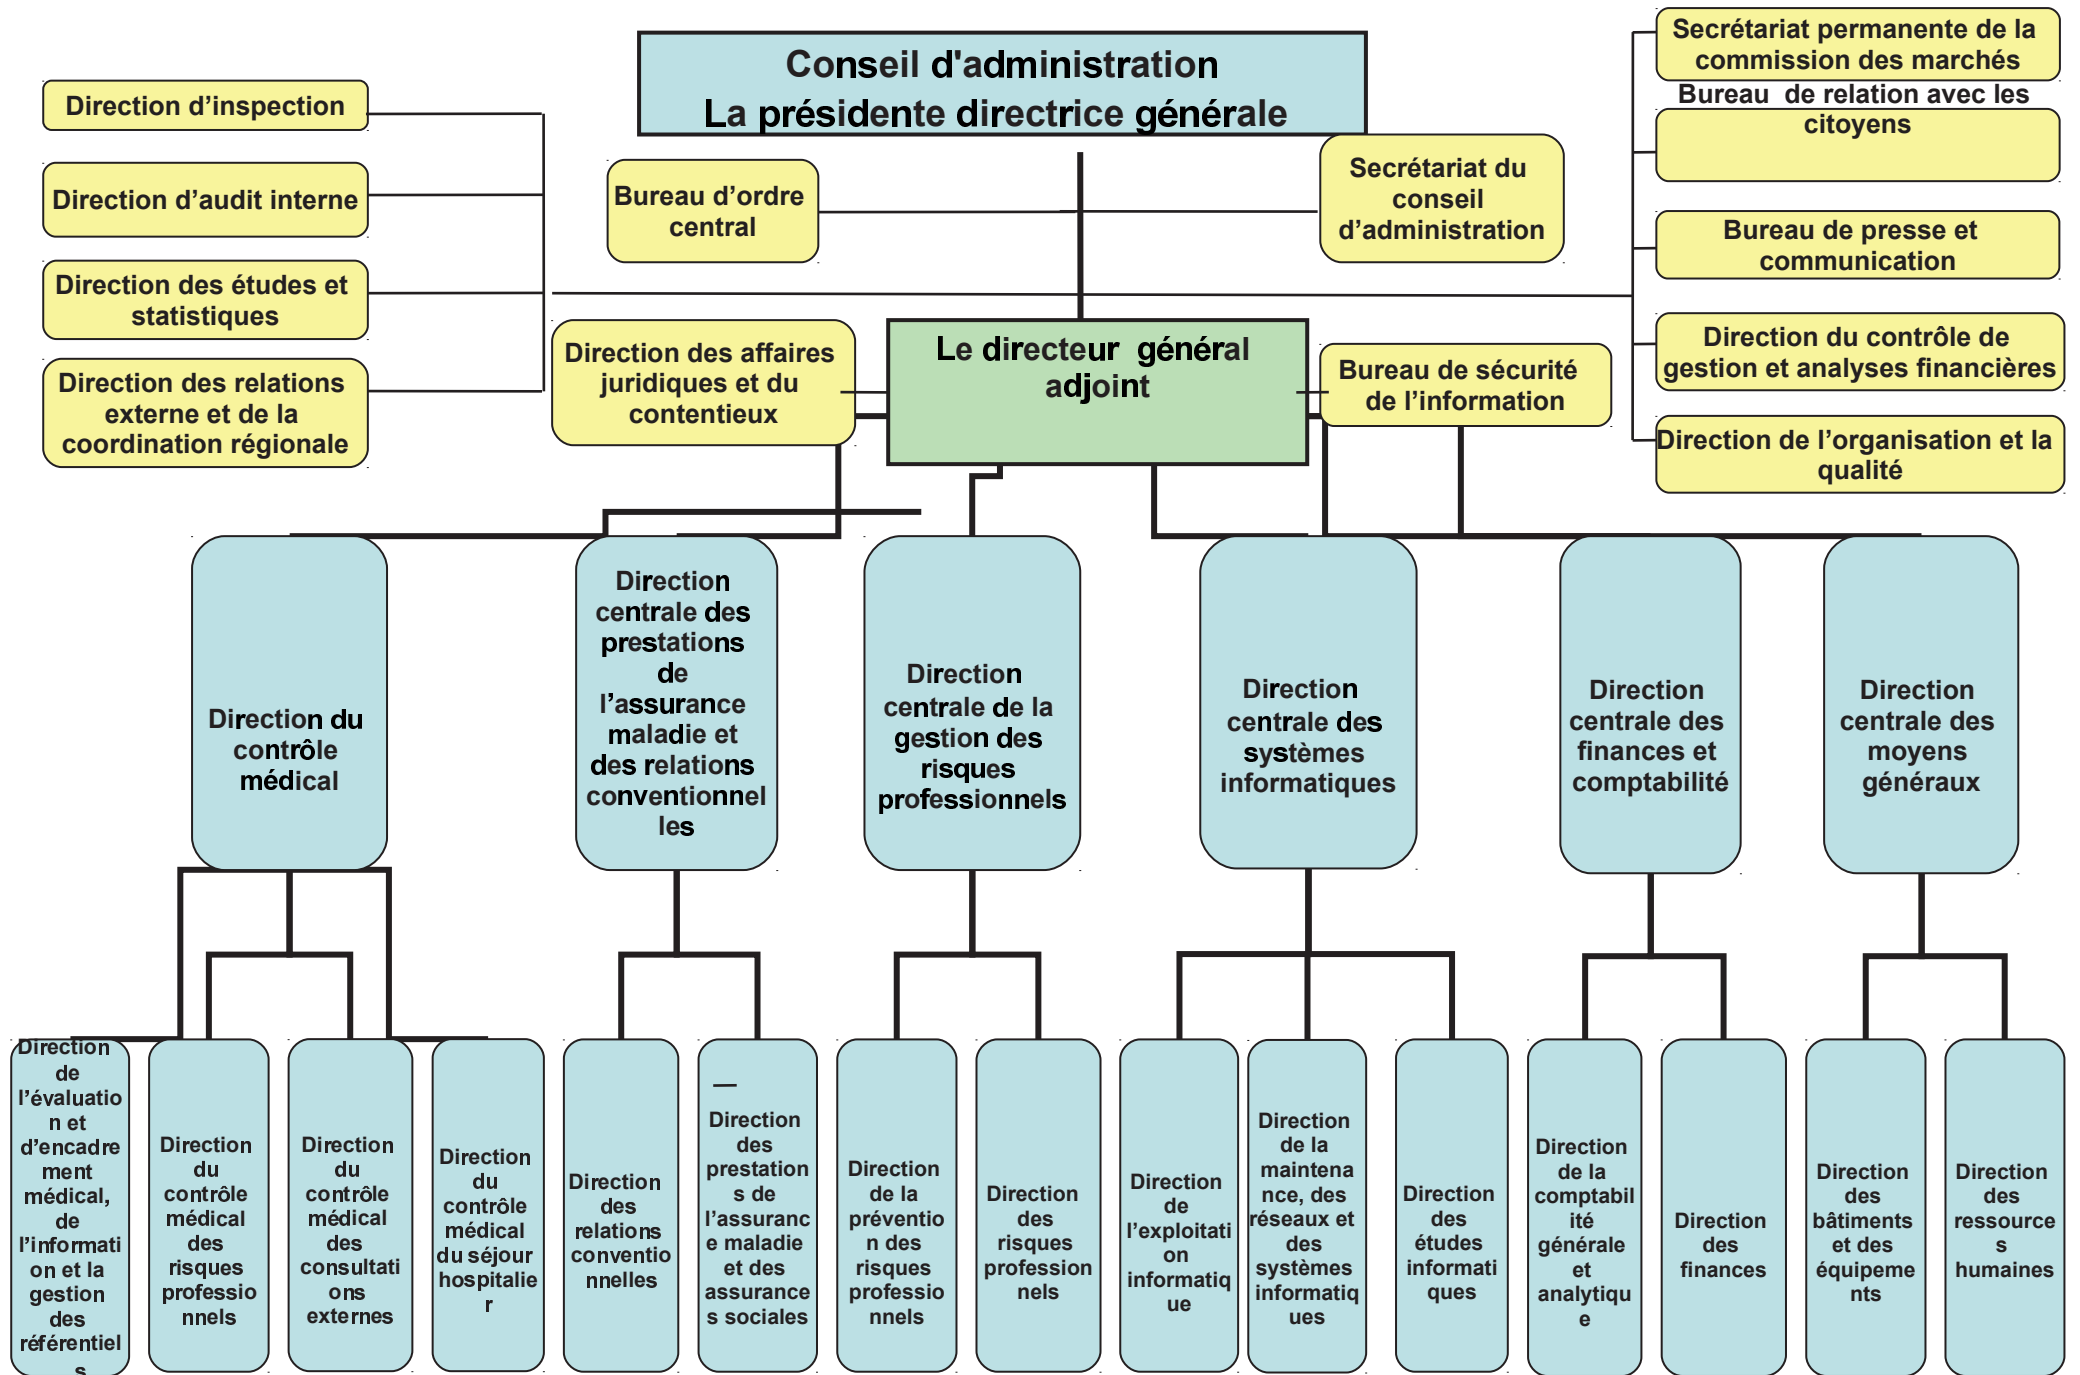 Conseil d'administration
La présidente directrice générale
Direction d’inspection
Direction d’audit interne
Direction des études et
statistiques
Direction des relations
externe et de la
coordination régionale
Bureau d’ordre
central
Secrétariat du
conseil
d’administration
Secrétariat permanente de la
commission des marchés
Bureau  de relation avec les
citoyens
Bureau de presse et
communication
Direction du contrôle de
gestion et analyses financières
Direction de l’organisation et la
qualité
Direction des affaires
juridiques et du
contentieux
Le directeur  général
adjoint
Bureau de sécurité
de l’information
Direction du
contrôle
médical
Direction
centrale des
prestations
de
l’assurance
maladie et
des relations
conventionnel
les
Direction
centrale de la
gestion des
risques
professionnels
Direction
centrale des
systèmes
informatiques
Direction
centrale des
finances et
comptabilité
Direction
centrale des
moyens
généraux
Direction
de
l’évaluatio
n et
d’encadre
ment
médical,
de
l’informati
on et la
gestion
des
référentiel
s
Direction
du
contrôle
médical
des
risques
professio
nnels
Direction
du
contrôle
médical
des
consultati
ons
externes
Direction
du
contrôle
médical
du séjour
hospitalie
r
Direction
des
relations
conventio
nnelles
Direction
des
prestation
s de
l’assuranc
e maladie
et des
assurance
s sociales
Direction
de la
préventio
n des
risques
professio
nnels
Direction
des
risques
profession
nels
Direction
de
l’exploitati
on
informatiq
ue
Direction
de la
maintena
nce, des
réseaux et
des
systèmes
informatiq
ues
Direction
des
études
informati
ques
Direction
de la
comptabil
ité
générale
et
analytiqu
e
Direction
des
finances
Direction
des
bâtiments
et des
équipeme
nts
Direction
des
ressource
s
humaines